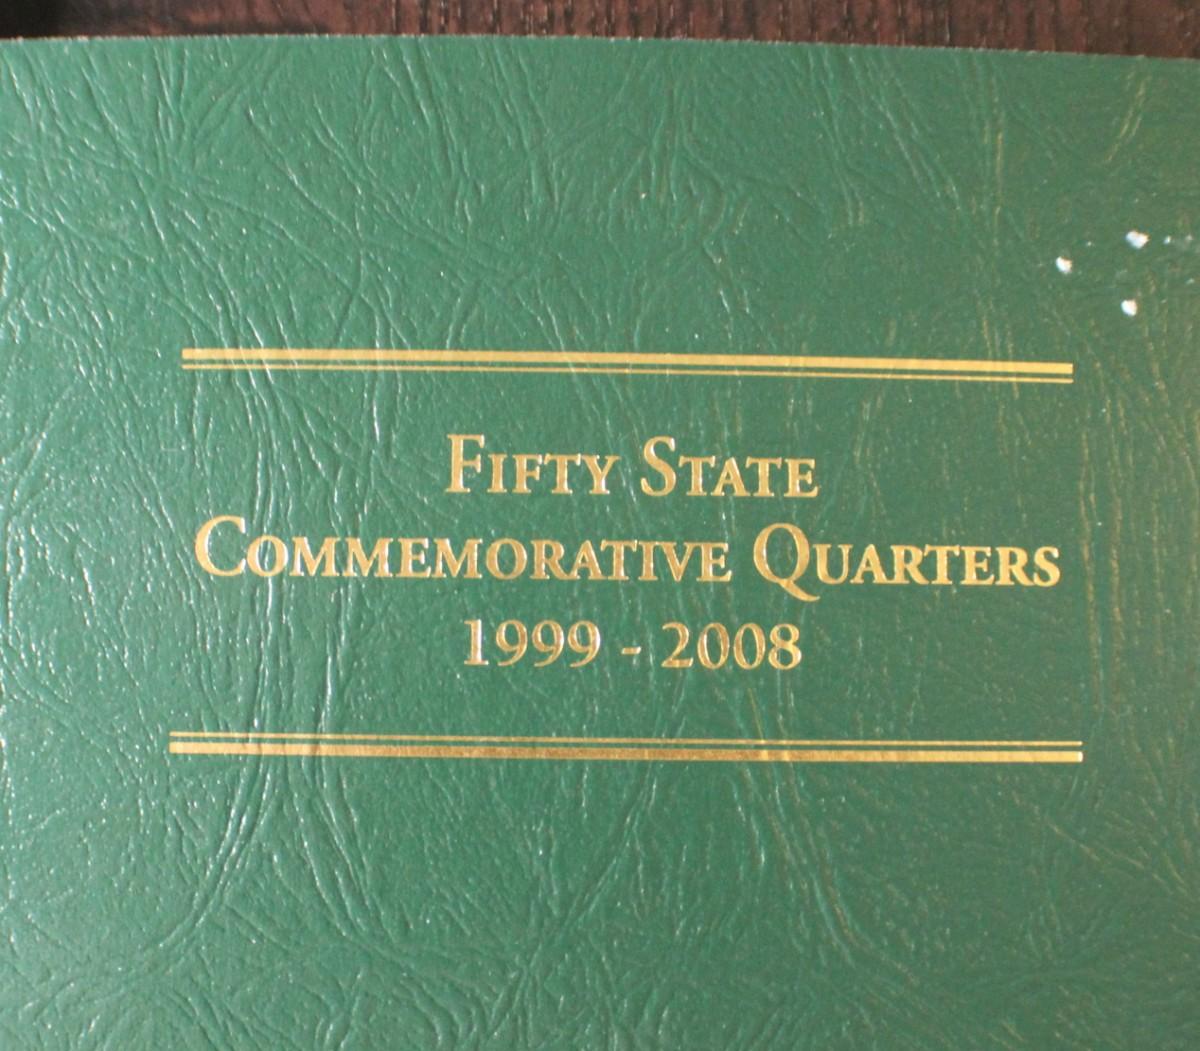 FIFTY STATE
COMMEMORATIVE QUARTERS
1999 - 2008